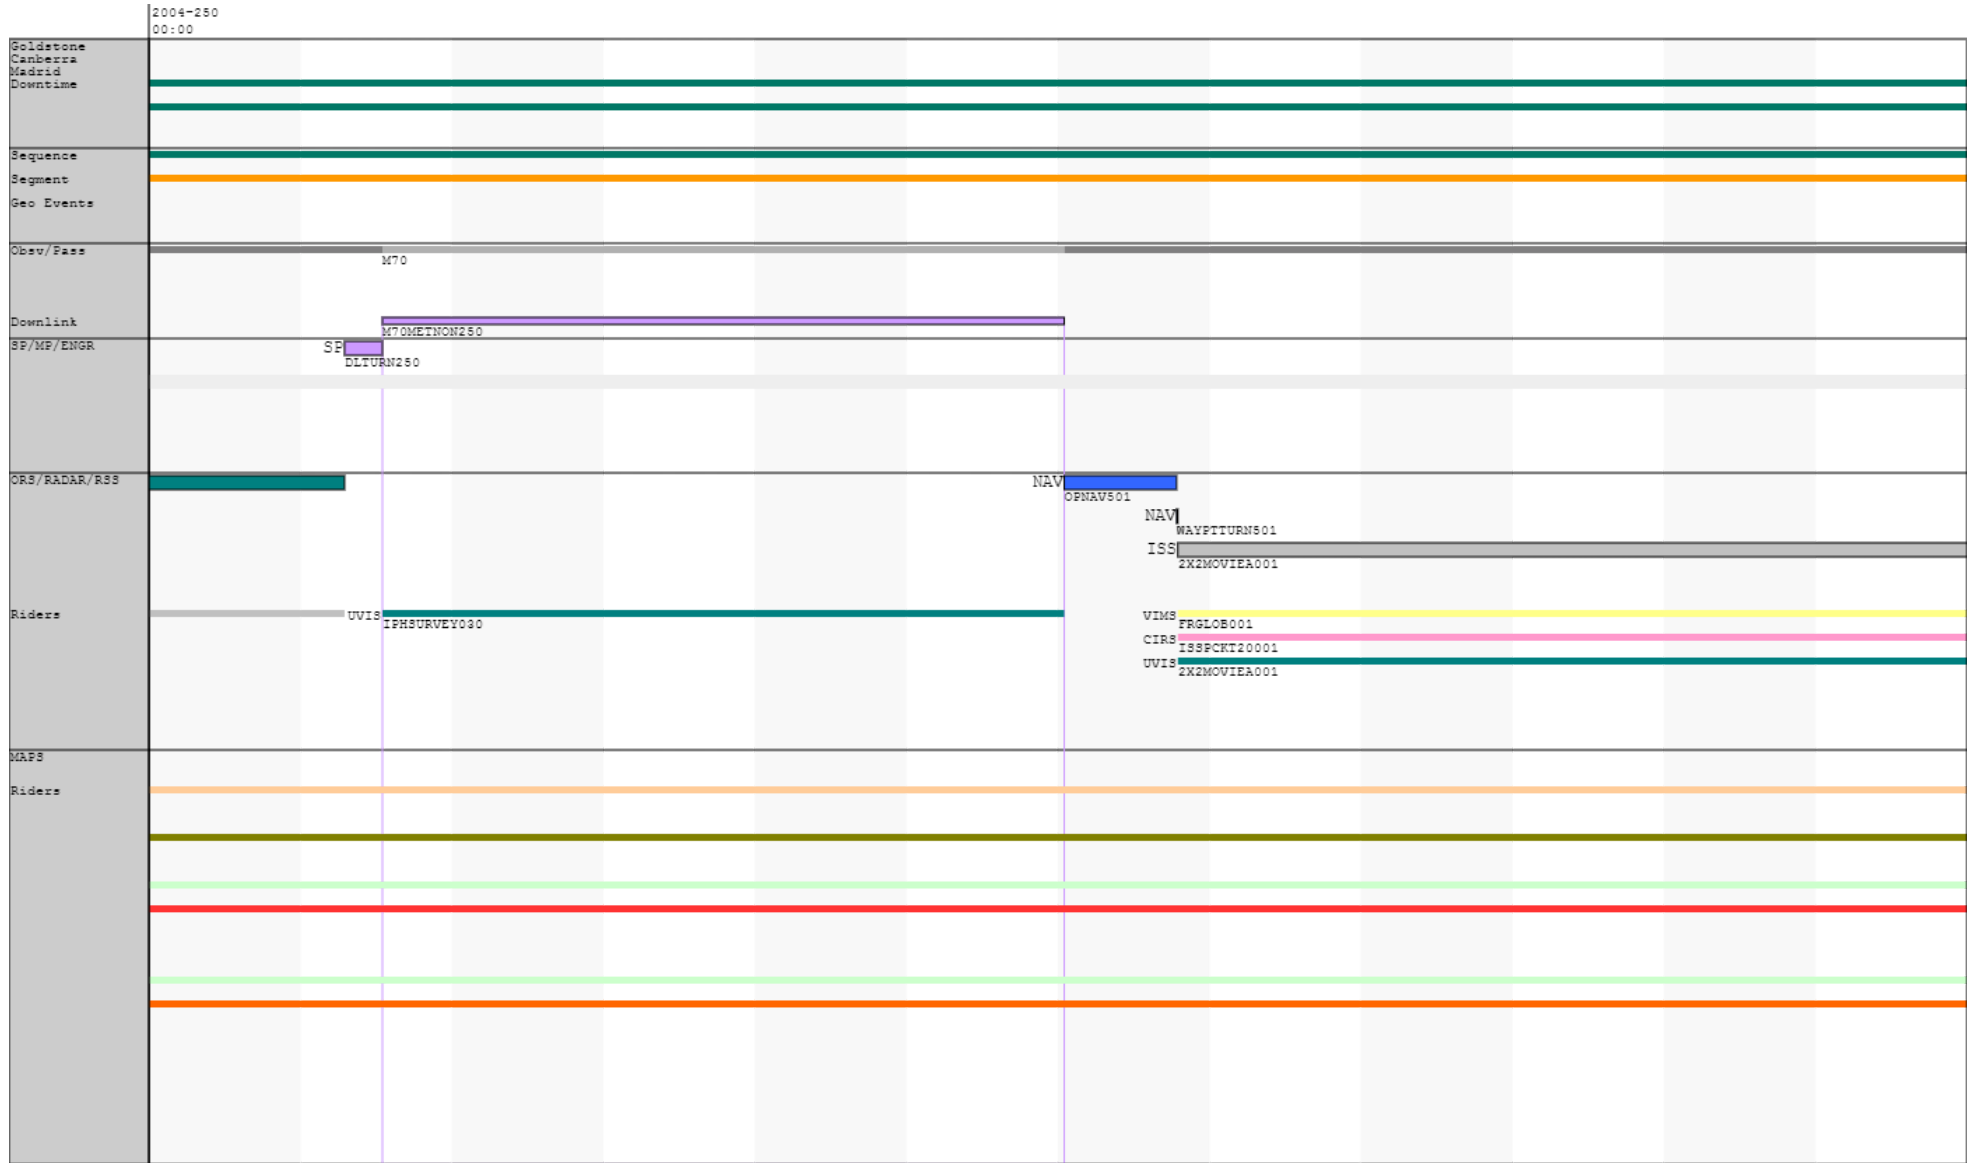 2004-250
00:00
Goldstone
Canberra
Madrid
Downtime
Sequence
Segment
Geo Events
Obsv/Pass
M70
Downlink
M70METNON250
SP/MP/ENGR
SP
DLTURN250
ORS/RADAR/RSS
NAV
OPNAV501
NAV
WAYPTTURN501
ISS
2X2MOVIEA001
Riders
UVIS
IPHSURVEY030
VIMS
FRGLOB001
CIRS
ISSPCKT20001
UVIS
2X2MOVIEA001
MAPS
Riders